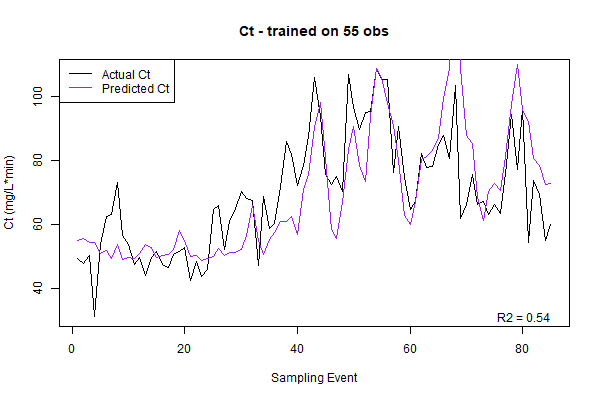 Ct - trained on 55 obs
Actual Ct
Predicted Ct
Ct (mg/L*min)
100
80
60
40
R2 = 0.54
0
20
40
60
80
Sampling Event